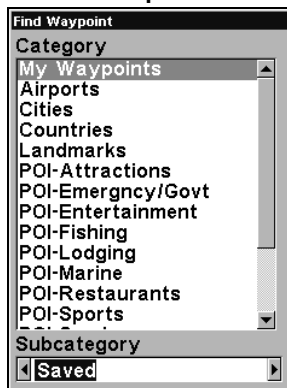 Find Waypoint
Category
My Waypoints
Airports
Cities
Countries
Landmarks
POI-Attractions
POI-Emergncy/Govt
POI-Entertainment
POI-Fishing
POI-Lodging
POI-Marine
POI-Restaurants
POI-Sports
Subcategory
Saved